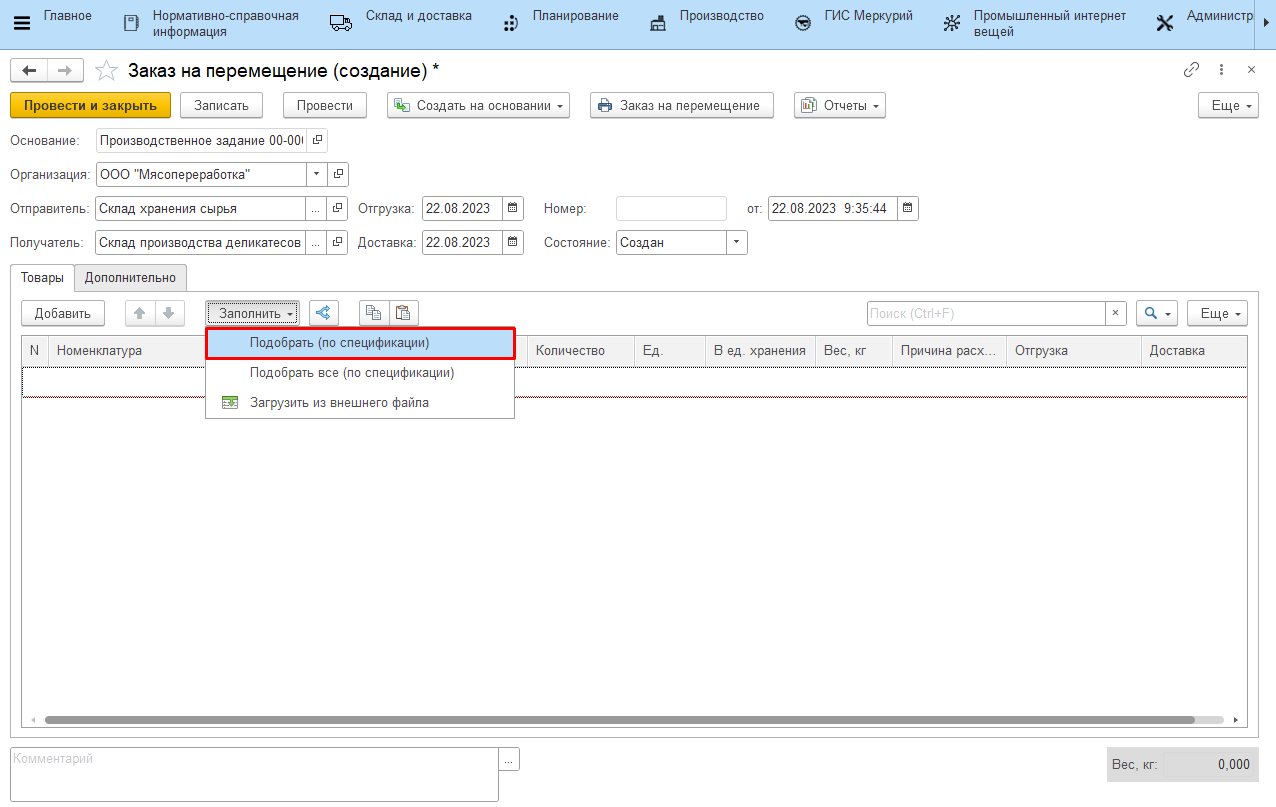 Главное
Нормативно-справочная
информация
Склад и доставка
Планирование
Производство
ГИС Меркурий
Промышленный интернет
вещей
Администр
Заказ на перемещение (создание) *
Провести и закрыть
Записать
Провести
Создать на основании
Заказ на перемещение
Отчеты
Еще
Основание: Производственное задание 00-00
Организация: ООО "Мясопереработка"
Отправитель: Склад хранения сырья ... Отгрузка: 22.08.2023 Номер: от: 22.08.2023 9:35:44
Получатель: Склад производства деликатесов ... Доставка: 22.08.2023 Состояние: Создан
Товары Дополнительно
Добавить Заполнить Поиск (Ctrl+F) × Еще
N Номенклатура Количество Ед. В ед. хранения Вес, кг Причина расх... Отгрузка Доставка
Подобрать (по спецификации)
Подобрать все (по спецификации)
Загрузить из внешнего файла
Комментарий ...
Вес, кг: 0,000